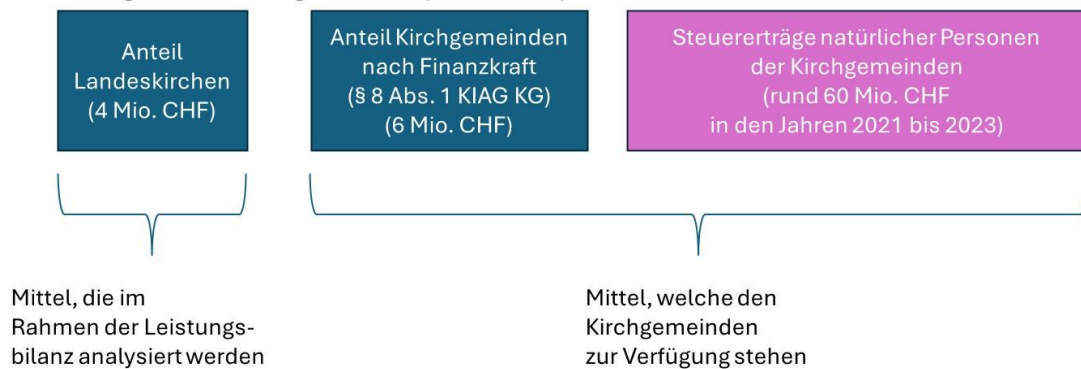 Anteil
Landeskirchen
(4 Mio. CHF)
Anteil Kirchgemeinden
nach Finanzkraft
(§ 8 Abs. 1 KlAG KG)
(6 Mio. CHF)
Steuererträge natürlicher Personen
der Kirchgemeinden
(rund 60 Mio. CHF
in den Jahren 2021 bis 2023)
Mittel, die im
Rahmen der Leistungs-
bilanz analysiert werden
Mittel, welche den
Kirchgemeinden
zur Verfügung stehen